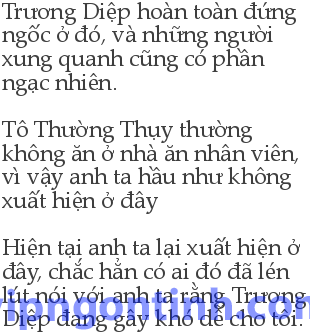 Trương Diệp hoàn toàn đứng
ngốc ở đó, và những người
xung quanh cũng có phần
ngạc nhiên.
Tô Thường Thụy thường
không ăn ở nhà ăn nhân viên,
vì vậy anh ta hầu như không
xuất hiện ở đây
Hiện tại anh ta lại xuất hiện ở
đây, chắc hẳn có ai đó đã lén
lút nói với anh ta rằng Trương
Diệp đang gây khó dễ cho tôi.
vipngontinh.com